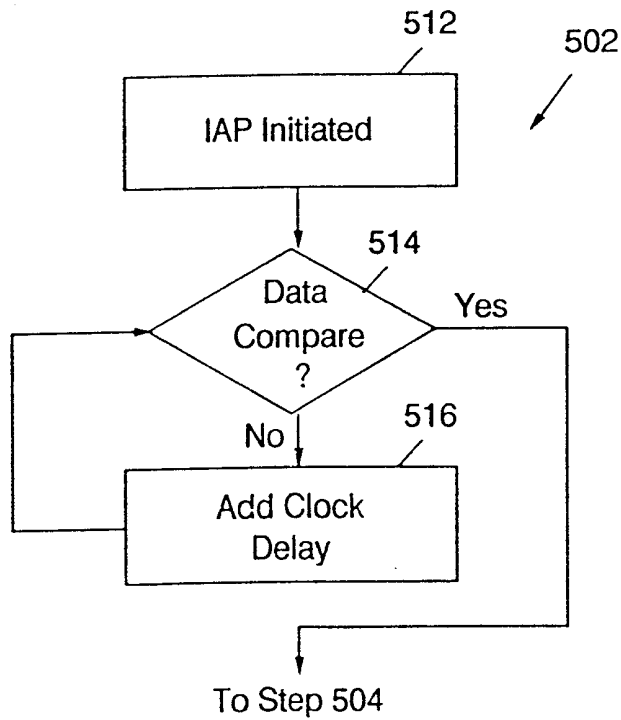 512
502
IAP Initiated
514
Data
Compare
?
Yes
No
516
Add Clock
Delay
To Step 504